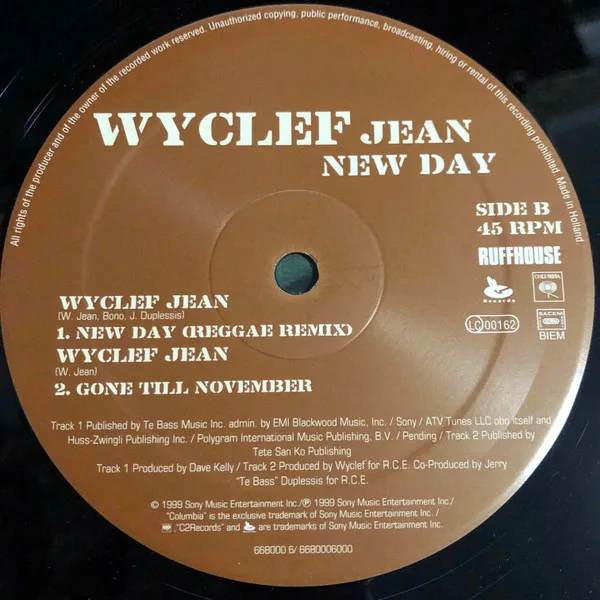 All rights of the producer and of the owner of the recorded work reserved. Unauthorized copying, public performance, broadcasting, hiring or rental of this recording prohibited. Made in Holland.
WYCLEF JEAN
NEW DAY
SIDE B
45 RPM
RUFFHOUSE
Records
COLUMBIA
LC 00162
SACEM
BIEM
WYCLEF JEAN
(W. Jean, Bono. J. Duplessis)
1. NEW DAY (REGGAE REMIX)
WYCLEF JEAN
(W. Jean)
2. GONE TILL NOVEMBER
Track 1 Published by Te Bass Music Inc. admin. by EMI Blackwood Music, Inc. / Sony / ATV Tunes LLC obo itself and
Huss-Zwingli Publishing Inc. / Polygram International Music Publishing, B.V. / Pending / Track 2 Published by
Tete San Ko Publishing
Track 1 Produced by Dave Kelly / Track 2 Produced by Wyclef for R.C.E. Co-Produced by Jerry
"Te Bass" Duplessis for R.C.E.
© 1999 Sony Music Entertainment Inc./℗ 1999 Sony Music Entertainment Inc./
"Columbia" is the exclusive trademark of Sony Music Entertainment Inc./
, "C2Records" and are trademarks of Sony Music Entertainment Inc.
668000 6/ 6680006000